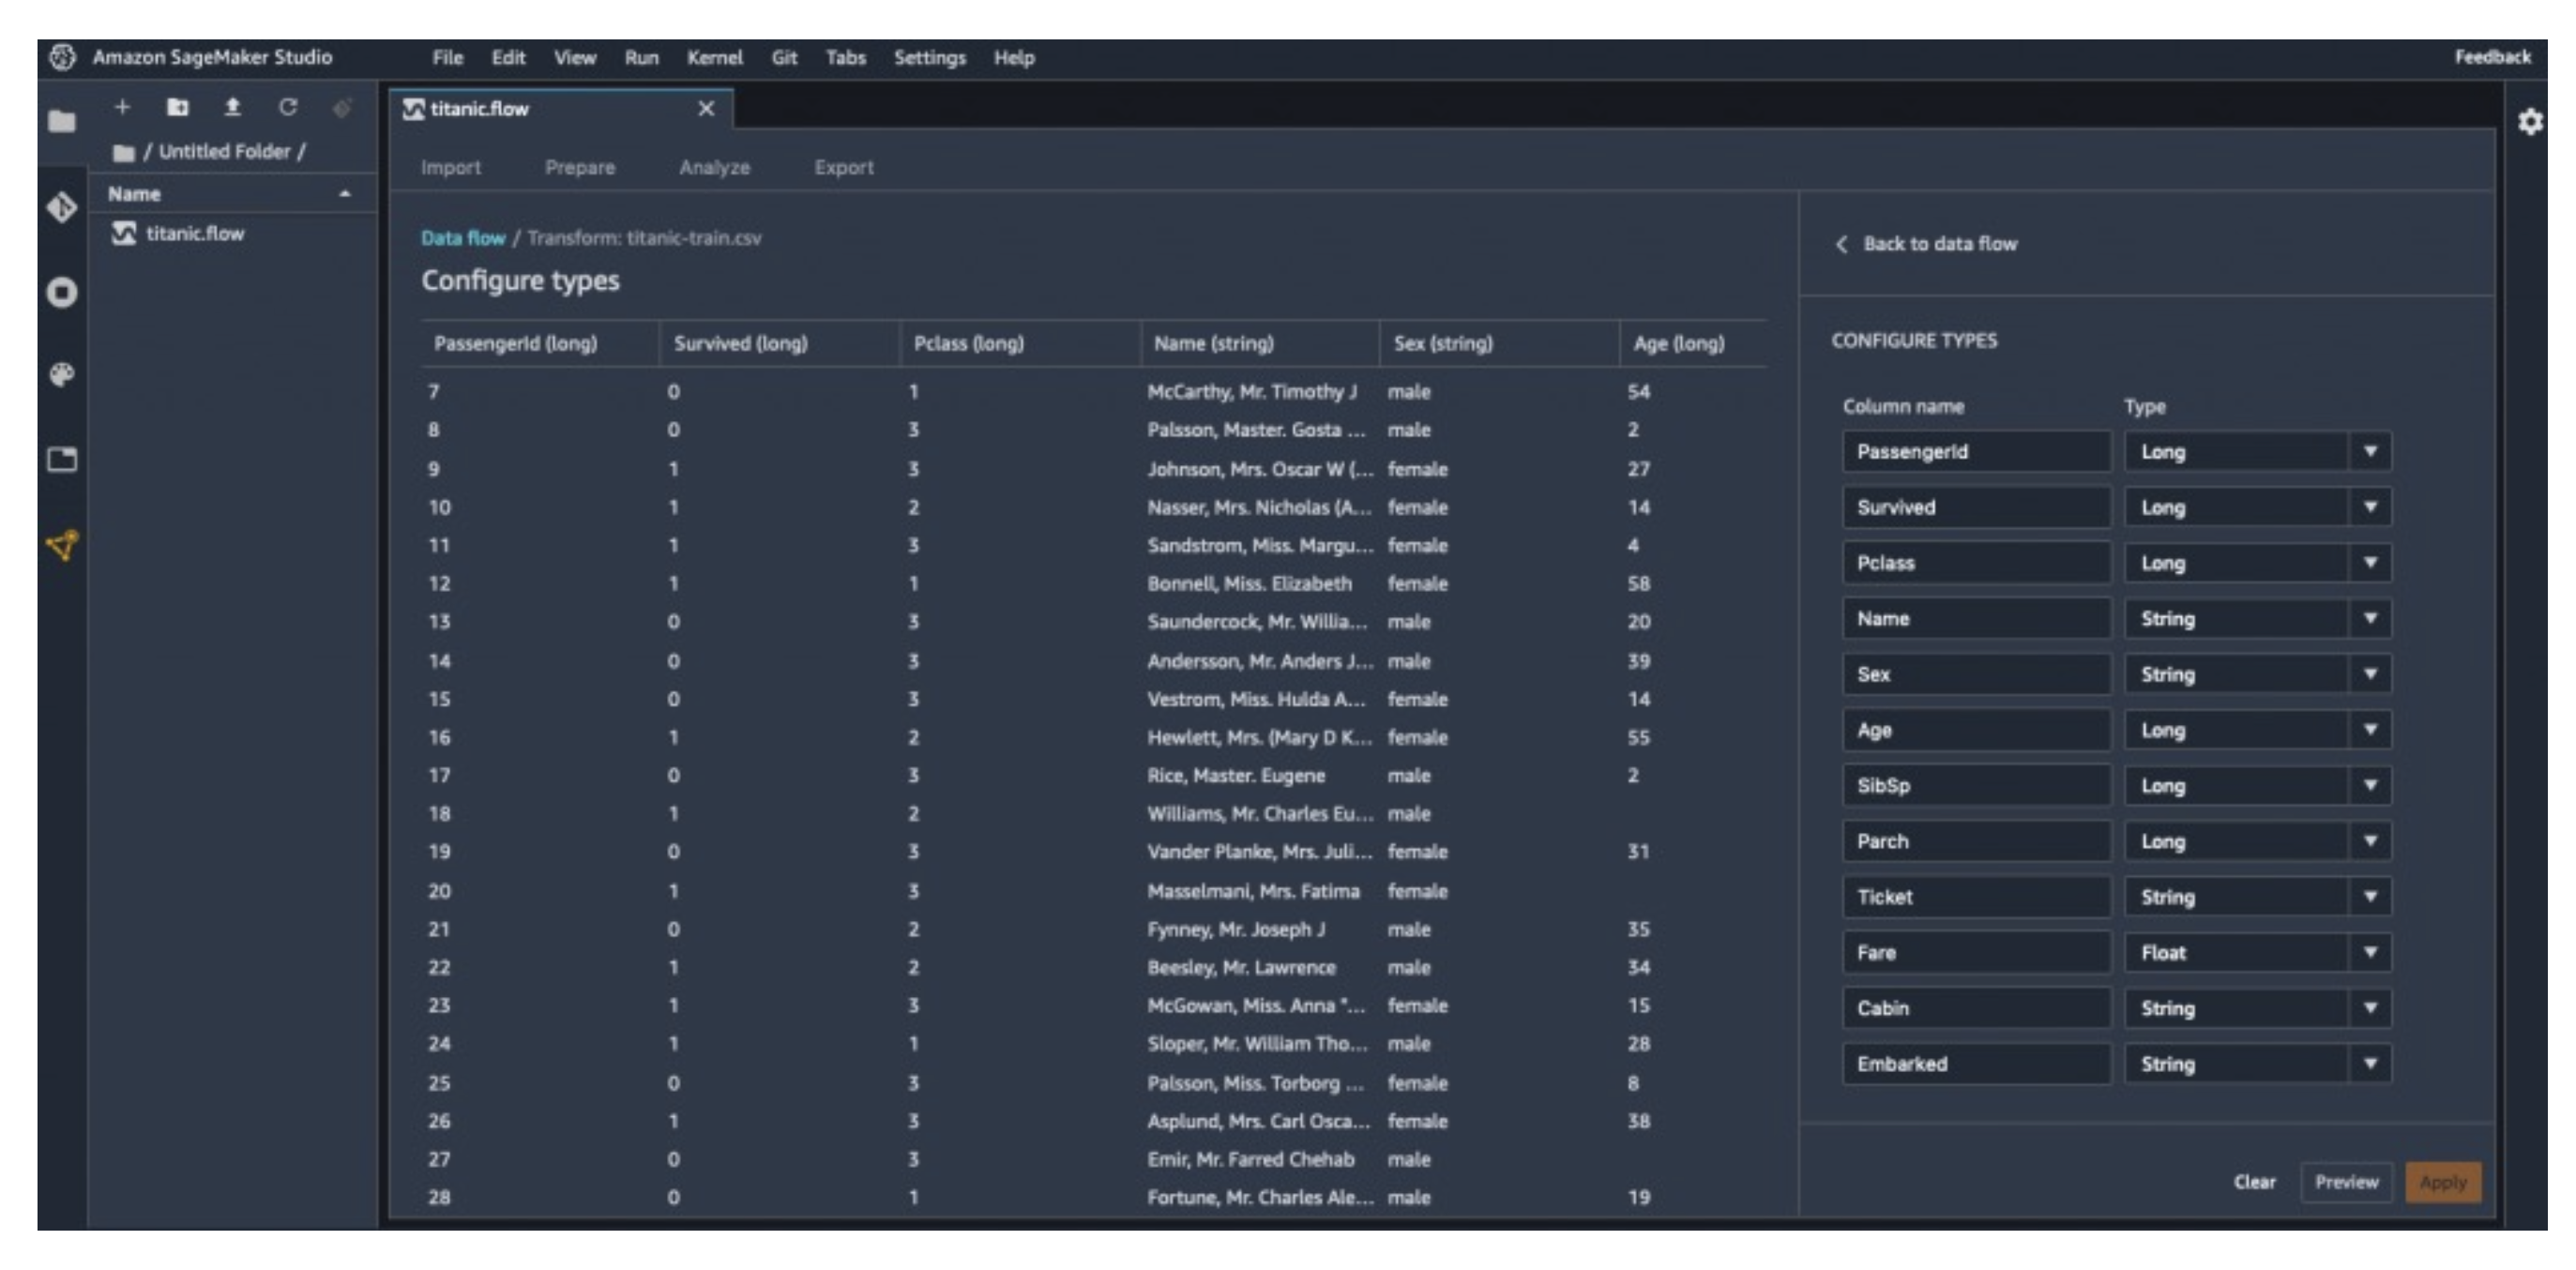 Amazon SageMaker Studio File Edit View Run Kernel Git Tabs Settings Help Feedback
titanic.flow
/ Untitled Folder /
Name
titanic.flow
Import Prepare Analyze Export
Data flow / Transform: titanic-train.csv
Configure types
PassengerId (long) Survived (long) Pclass (long) Name (string) Sex (string) Age (long)
7 0 1 McCarthy, Mr. Timothy J male 54
8 0 3 Palsson, Master. Gosta ... male 2
9 1 3 Johnson, Mrs. Oscar W (... female 27
10 1 2 Nasser, Mrs. Nicholas (A... female 14
11 1 3 Sandstrom, Miss. Margu... female 4
12 1 1 Bonnell, Miss. Elizabeth female 58
13 0 3 Saundercock, Mr. Willia... male 20
14 0 3 Andersson, Mr. Anders J... male 39
15 0 3 Vestrom, Miss. Hulda A... female 14
16 1 2 Hewlett, Mrs. (Mary D K... female 55
17 0 3 Rice, Master. Eugene male 2
18 1 2 Williams, Mr. Charles Eu... male
19 0 3 Vander Planke, Mrs. Juli... female 31
20 1 3 Masselmani, Mrs. Fatima female
21 0 2 Fynney, Mr. Joseph J male 35
22 1 2 Beesley, Mr. Lawrence male 34
23 1 3 McGowan, Miss. Anna "... female 15
24 1 1 Sloper, Mr. William Tho... male 28
25 0 3 Palsson, Miss. Torborg ... female 8
26 1 3 Asplund, Mrs. Carl Osca... female 38
27 0 3 Emir, Mr. Farred Chehab male
28 0 1 Fortune, Mr. Charles Ale... male 19
Back to data flow
CONFIGURE TYPES
Column name Type
PassengerId Long
Survived Long
Pclass Long
Name String
Sex String
Age Long
SibSp Long
Parch Long
Ticket String
Fare Float
Cabin String
Embarked String
Clear Preview Apply